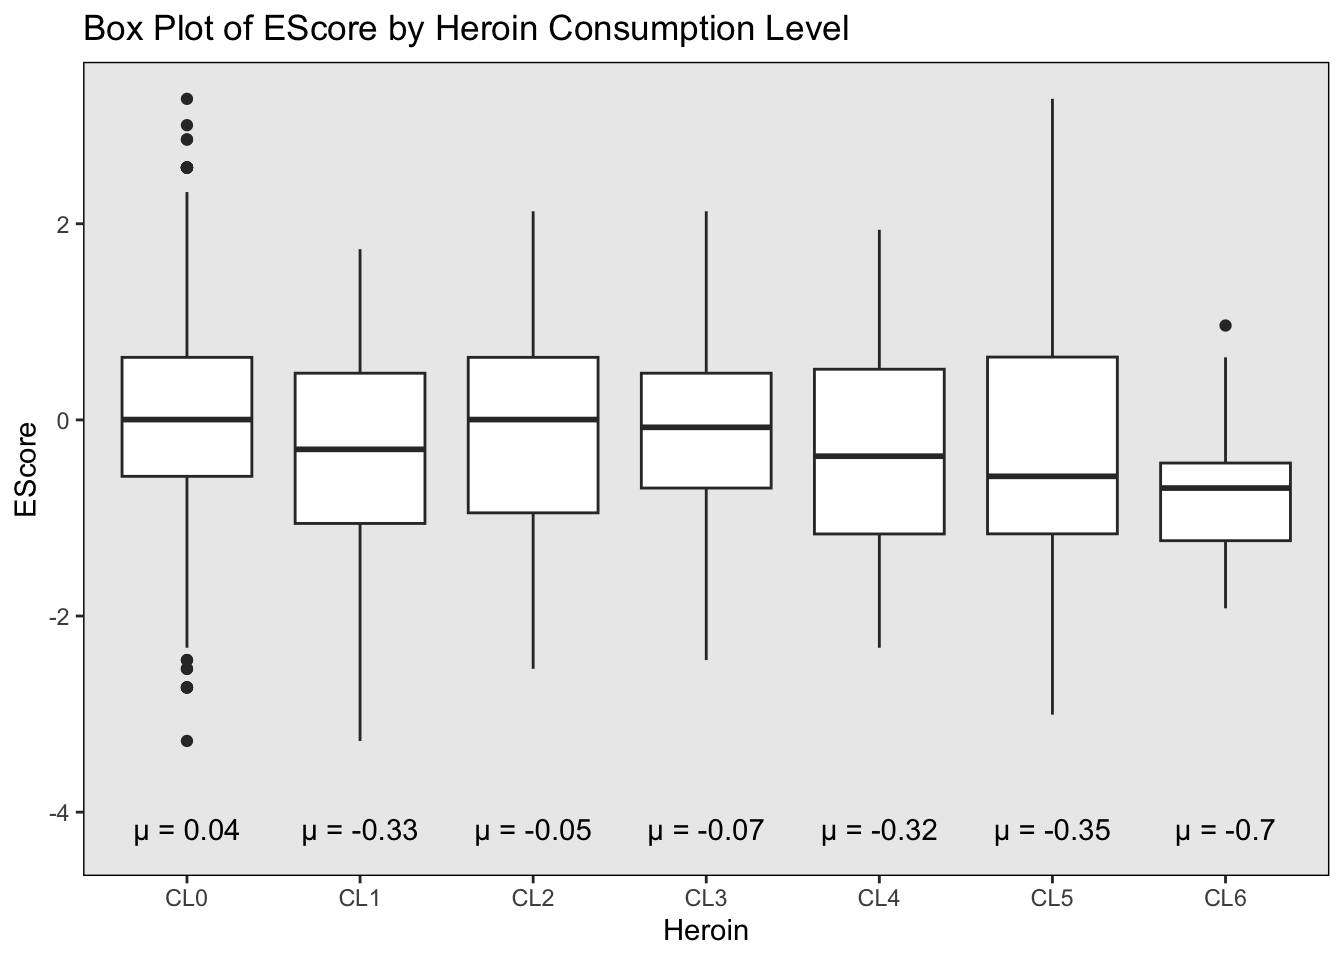 Box Plot of EScore by Heroin Consumption Level
EScore
2
0
-2
-4
μ = 0.04 μ = -0.33 μ = -0.05 μ = -0.07 μ = -0.32 μ = -0.35 μ = -0.7
CL0 CL1 CL2 CL3 CL4 CL5 CL6
Heroin